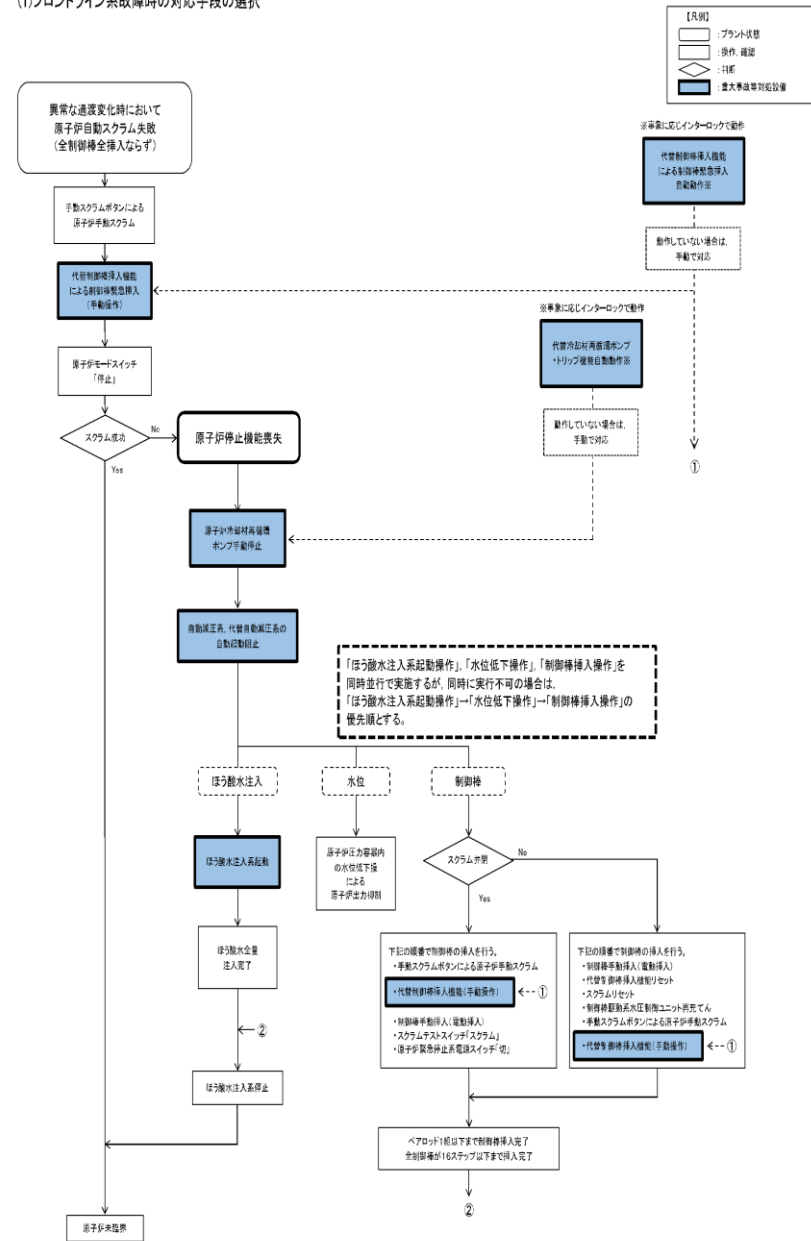 (1)フロントライン系故障時の対応手段の選択
【凡例】
:プラント状態
:操作、確認
:判断
:重大事故等対処設備
異常な過渡変化時において
原子炉自動スクラム失敗
(全制御棒全挿入ならず)
手動スクラムボタンによる
原子炉手動スクラム
代替制御棒挿入機能
による制御棒緊急挿入
(手動操作)
原子炉モードスイッチ
「停止」
スクラム成功
No
Yes
原子炉停止機能喪失
※事象に応じインターロックで動作
代替制御棒挿入機能
による制御棒緊急挿入
自動動作※
動作していない場合は、
手動で対応
①
※事象に応じインターロックで動作
代替冷却材再循環ポンプ
・トリップ機能自動動作※
動作していない場合は、
手動で対応
原子炉冷却材再循環
ポンプ手動停止
自動減圧系、代替自動減圧系の
自動起動阻止
「ほう酸水注入系起動操作」、「水位低下操作」、「制御棒挿入操作」を
同時並行で実施するが、同時に実行不可の場合は、
「ほう酸水注入系起動操作」→「水位低下操作」→「制御棒挿入操作」の
優先順とする。
ほう酸水注入
水位
制御棒
ほう酸水注入系起動
原子炉圧力容器内
の水位低下操
による
原子炉出力抑制
スクラム弁閉
No
Yes
ほう酸水全量
注入完了
②
ほう酸水注入系停止
下記の順番で制御棒の挿入を行う。
・手動スクラムボタンによる原子炉手動スクラム
・代替制御棒挿入機能(手動操作)
①
・制御棒手動挿入(電動挿入)
・スクラムテストスイッチ「スクラム」
・原子炉緊急停止系電源スイッチ「切」
下記の順番で制御棒の挿入を行う。
・制御棒手動挿入(電動挿入)
・代替制御棒挿入機能リセット
・スクラムリセット
・制御棒駆動系水圧制御ユニット再充てん
・手動スクラムボタンによる原子炉手動スクラム
・代替制御棒挿入機能(手動操作)
①
ペアロッド1組以下まで制御棒挿入完了
全制御棒が16ステップ以下まで挿入完了
②
原子炉未臨界